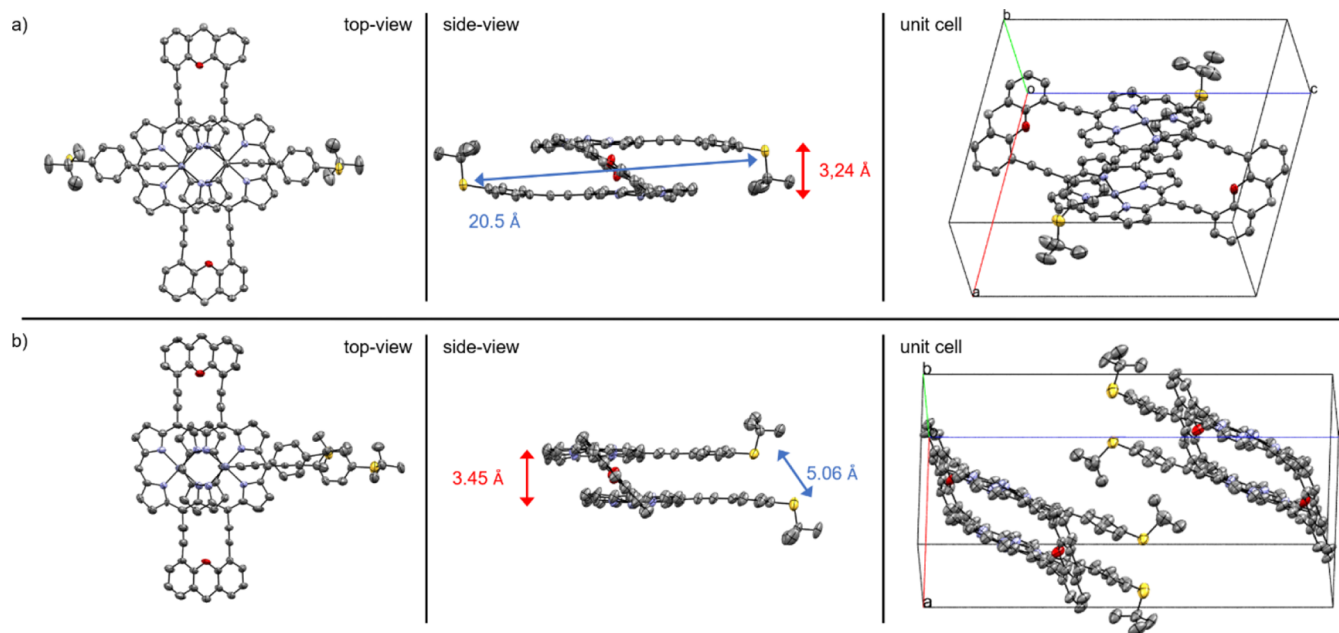 a)
top-view
side-view
unit cell
20.5 Å
3,24 Å
b
o
c
a
b)
top-view
side-view
unit cell
3.45 Å
5.06 Å
b
a